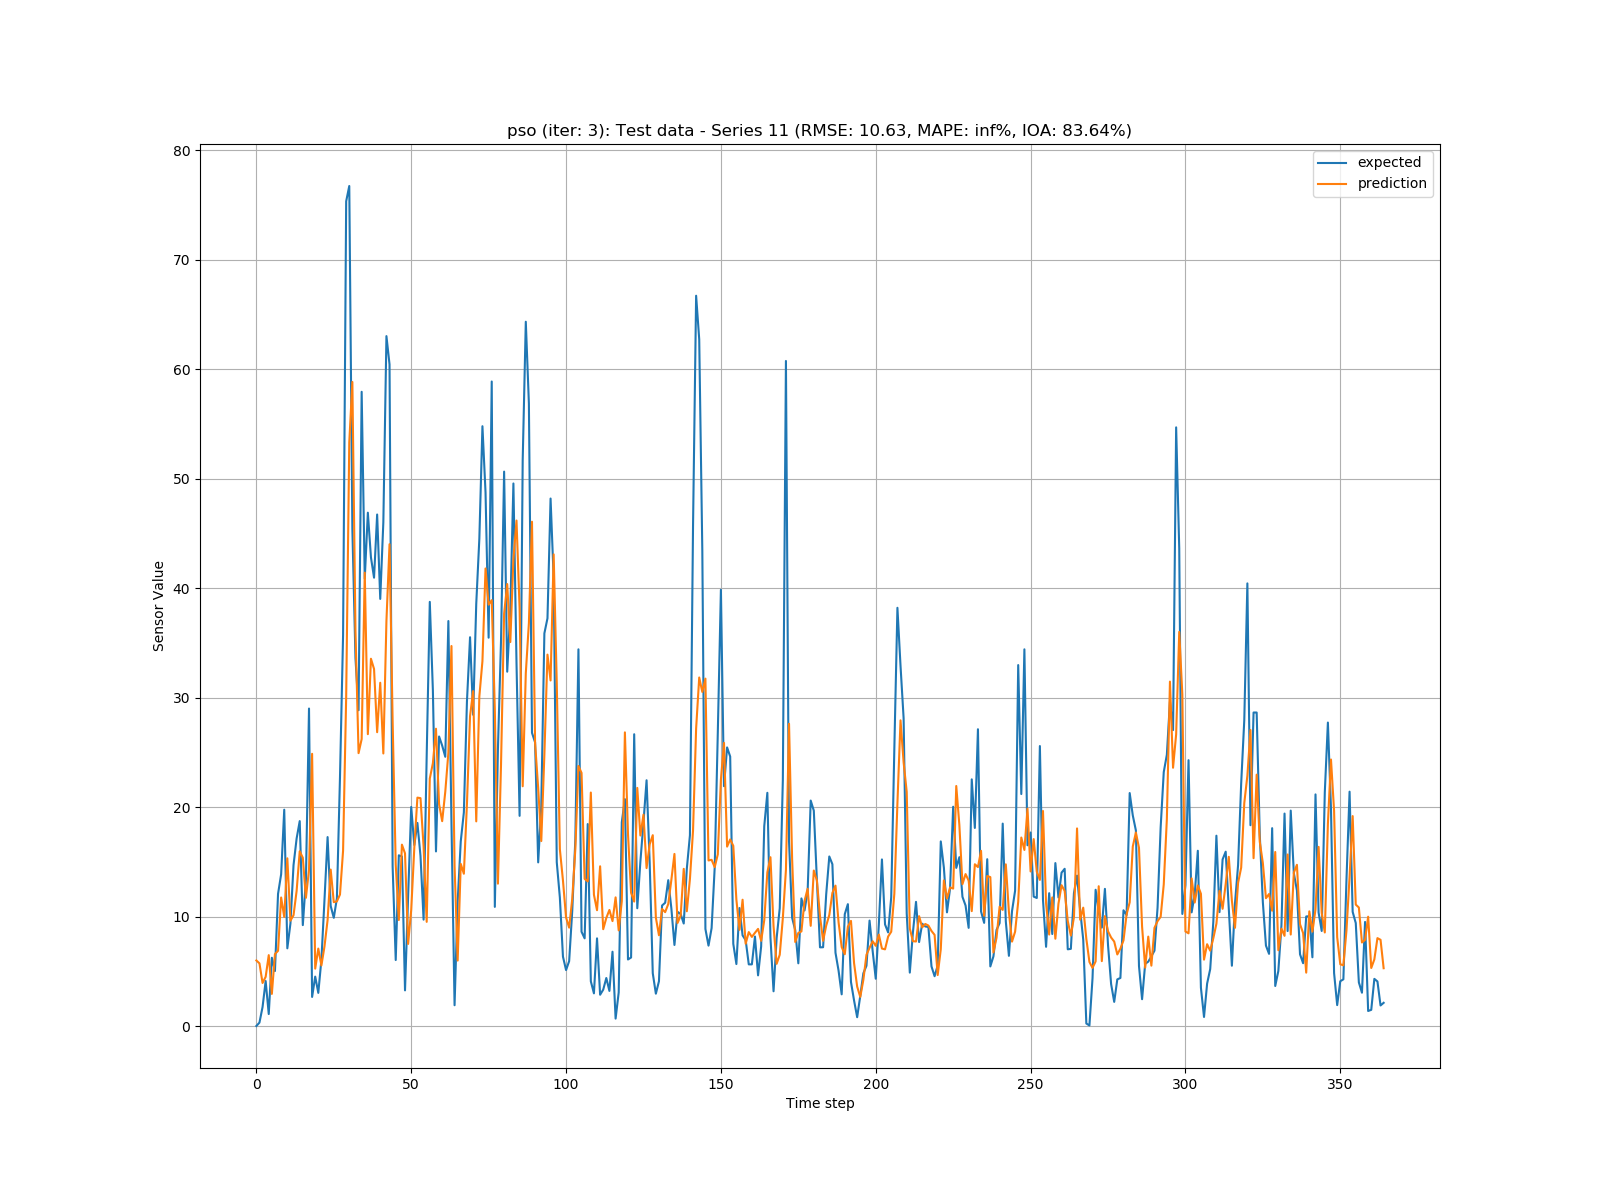 pso (iter: 3): Test data - Series 11 (RMSE: 10.63, MAPE: inf%, IOA: 83.64%)
expected
prediction
80
70
60
50
40
30
20
10
0
Sensor Value
0 50 100 150 200 250 300 350
Time step